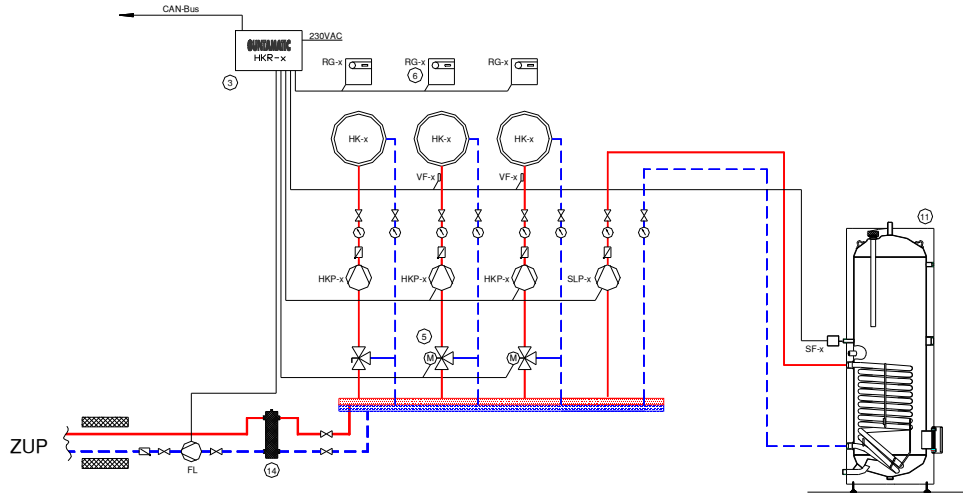 CAN-Bus
230VAC
GUNTAMATIC
HKR-x
3
RG-x
RG-x
RG-x
6
HK-x
HK-x
HK-x
11
VF-x
VF-x
HKP-x
HKP-x
HKP-x
SLP-x
5
M
M
SF-x
ZUP
FL
14